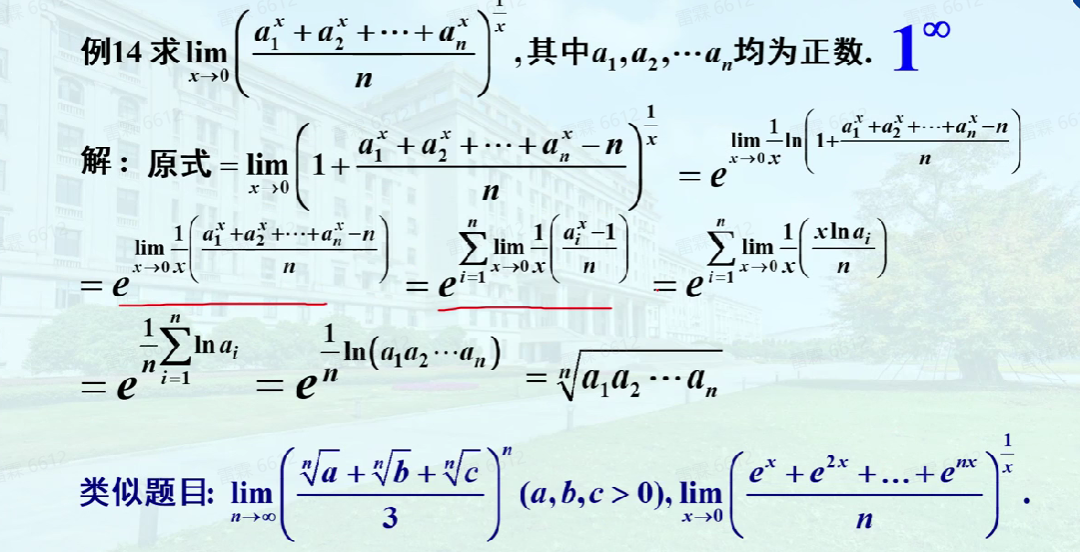 例14 求 $\lim\limits_{x\to 0}\left(\dfrac{a_1^x+a_2^x+\cdots+a_n^x}{n}\right)^{\frac{1}{x}}$ ,其中$a_1,a_2,\cdots a_n$均为正数. $1^\infty$
解：原式 $=\lim\limits_{x\to 0}\left(1+\dfrac{a_1^x+a_2^x+\cdots+a_n^x-n}{n}\right)^{\frac{1}{x}}$ $=e^{\lim\limits_{x\to 0}\frac{1}{x}\ln\left(1+\frac{a_1^x+a_2^x+\cdots+a_n^x-n}{n}\right)}$
$=e^{\lim\limits_{x\to 0}\frac{1}{x}\left(\frac{a_1^x+a_2^x+\cdots+a_n^x-n}{n}\right)}$ $=e^{\sum\limits_{i=1}^{n}\lim\limits_{x\to 0}\frac{1}{x}\left(\frac{a_i^x-1}{n}\right)}$ $=e^{\sum\limits_{i=1}^{n}\lim\limits_{x\to 0}\frac{1}{x}\left(\frac{x\ln a_i}{n}\right)}$
$=e^{\frac{1}{n}\sum\limits_{i=1}^{n}\ln a_i}$ $=e^{\frac{1}{n}\ln(a_1a_2\cdots a_n)}$ $=\sqrt[n]{a_1a_2\cdots a_n}$
类似题目: $\lim\limits_{n\to\infty}\left(\dfrac{\sqrt[n]{a}+\sqrt[n]{b}+\sqrt[n]{c}}{3}\right)^n$ $(a,b,c>0)$, $\lim\limits_{x\to 0}\left(\dfrac{e^x+e^{2x}+\ldots+e^{nx}}{n}\right)^{\frac{1}{x}}$ .